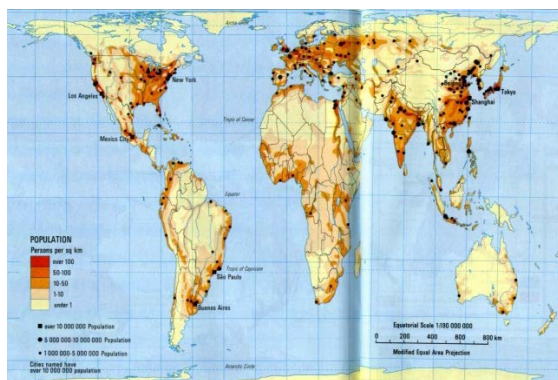 Arctic Circle
New York
Los Angeles
Tokyo
Shanghai
Tropic of Cancer
Mexico City
Equator
POPULATION
Persons per sq km
over 100
50-100
10-50
1-10
under 1
Tropic of Capricorn
São Paulo
Buenos Aires
over 10 000 000 Population
5 000 000-10 000 000 Population
1 000 000-5 000 000 Population
Cities named have
over 10 000 000 population
Equatorial Scale 1:190 000 000
0 200 400 600 800 km
Modified Equal Area Projection
Antarctic Circle